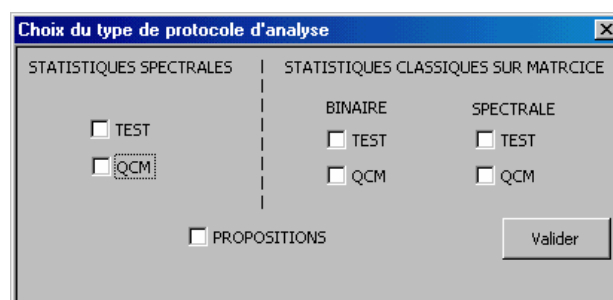 Choix du type de protocole d'analyse
STATISTIQUES SPECTRALES
STATISTIQUES CLASSIQUES SUR MATRCICE
BINAIRE
SPECTRALE
TEST
TEST
TEST
QCM
QCM
QCM
PROPOSITIONS
Valider